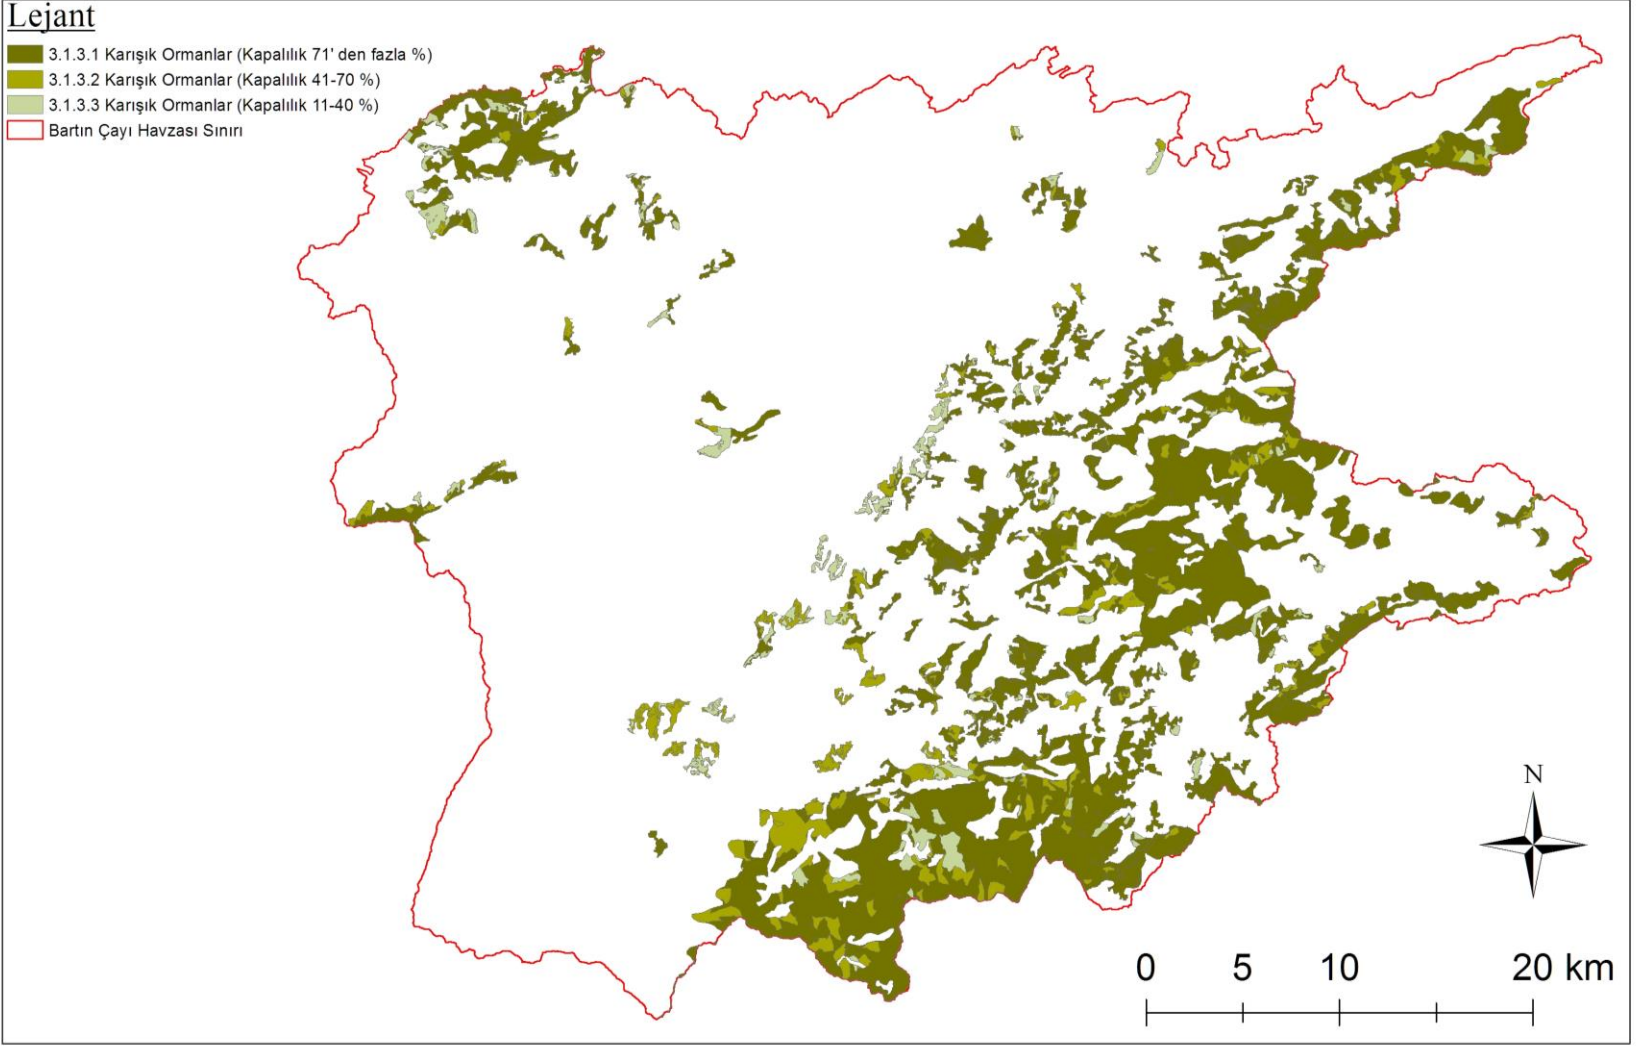 Lejant
3.1.3.1 Karışık Ormanlar (Kapalılık 71' den fazla %)
3.1.3.2 Karışık Ormanlar (Kapalılık 41-70 %)
3.1.3.3 Karışık Ormanlar (Kapalılık 11-40 %)
Bartın Çayı Havzası Sınırı
N
0 5 10 20 km